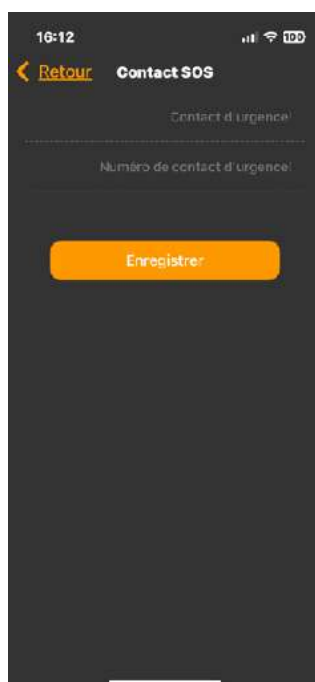 16:12
100
Retour
Contact SOS
Contact d'urgence
Numéro de contact d'urgence
Enregistrer